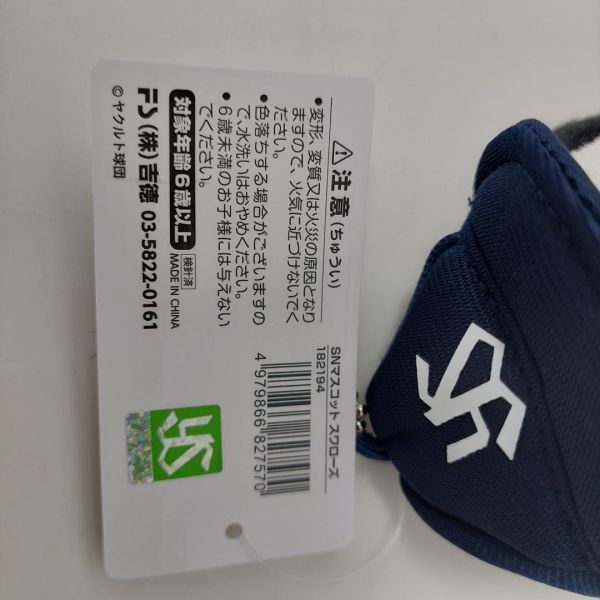 ⚠注意(ちゅうい)
・変形、変質又は火災の原因となり
ますので、火気に近づけないでく
ださい。
・色落ちする場合がございますの
で、水洗いはおやめください。
・6歳未満のお子様には与えない
でください。
対象年齢6歳以上
検針済
MADE IN CHINA
(株)吉徳 03-5822-0161
©ヤクルト球団
SNマスコット スワローズ
182194
4 979866 827570
YS
YS